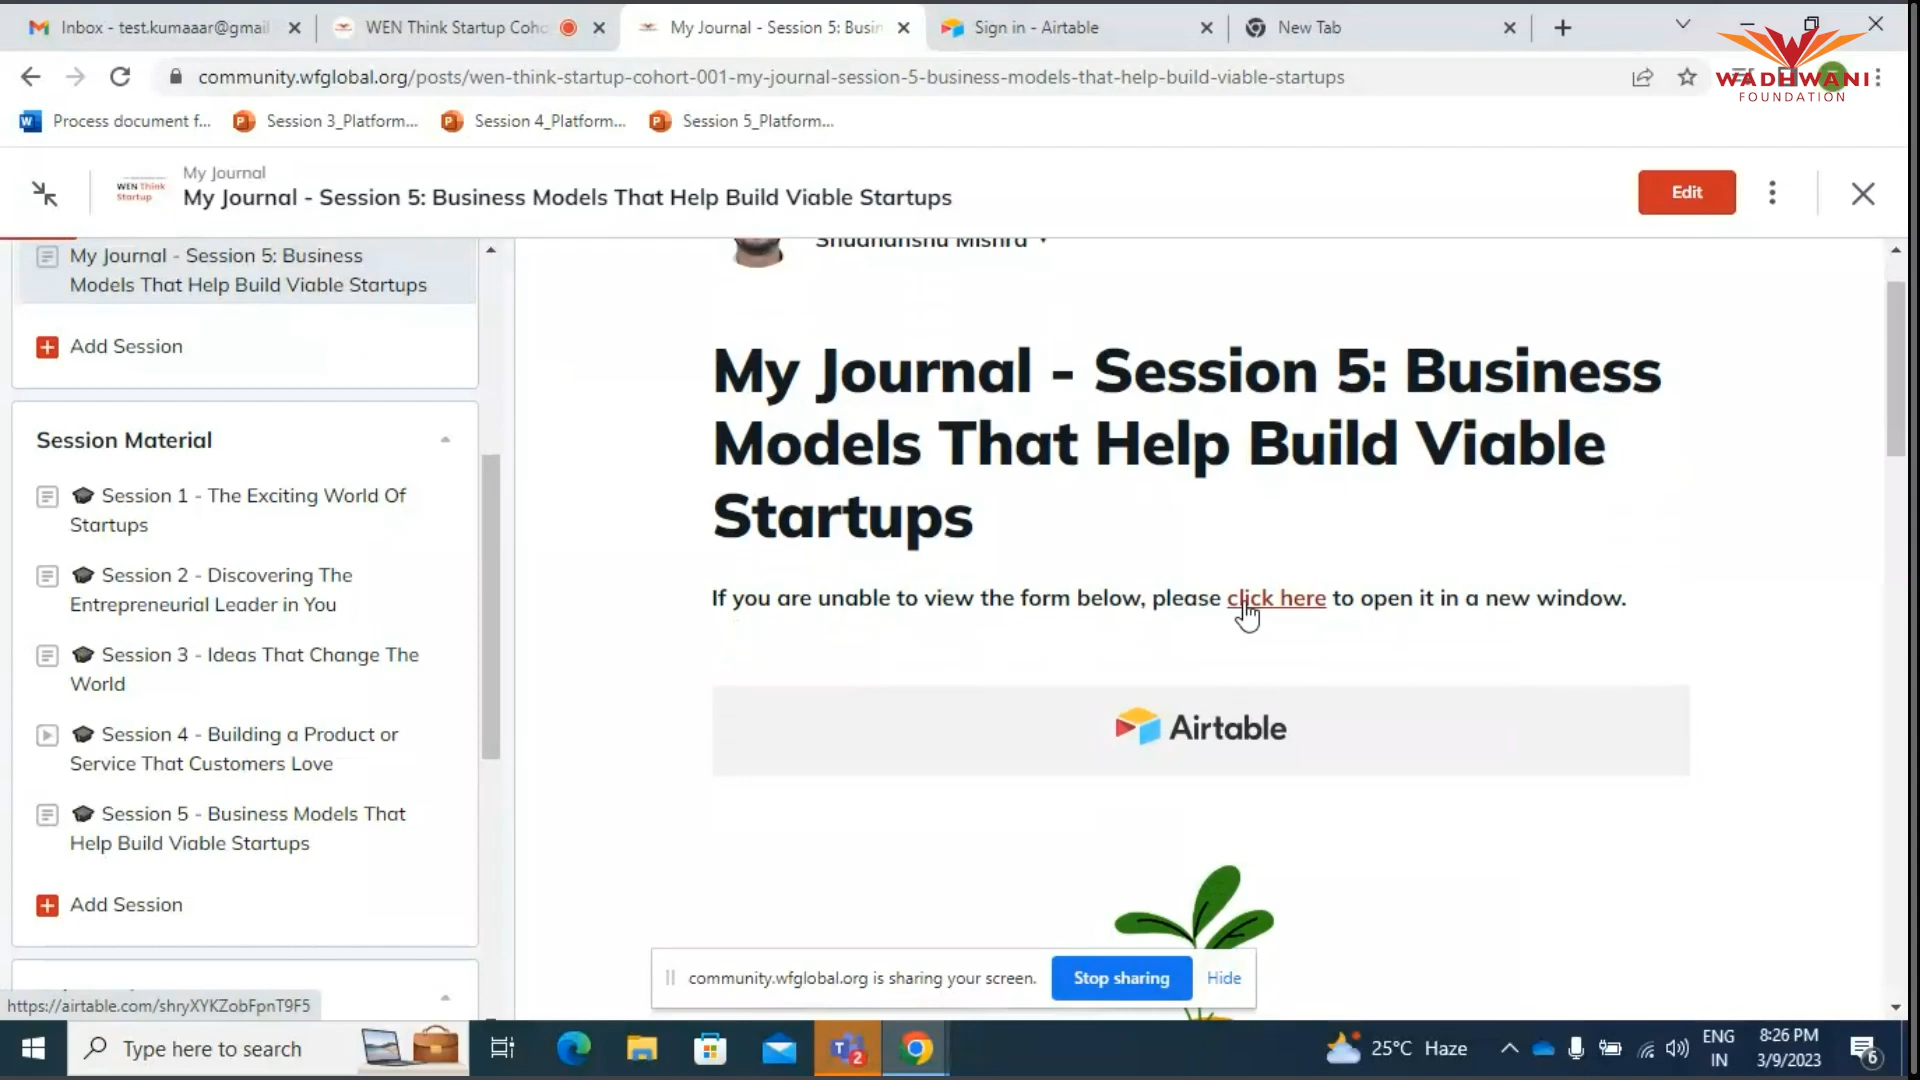 Inbox - test.kumaaar@gmail
WEN Think Startup Coho
My Journal - Session 5: Busin
Sign in - Airtable
New Tab
community.wfglobal.org/posts/wen-think-startup-cohort-001-my-journal-session-5-business-models-that-help-build-viable-startups
WADHWANI
FOUNDATION
Process document f...
Session 3_Platform...
Session 4_Platform...
Session 5_Platform...
WEN Think
Startup
My Journal
My Journal - Session 5: Business Models That Help Build Viable Startups
Edit
My Journal - Session 5: Business
Models That Help Build Viable Startups
Add Session
Session Material
Session 1 - The Exciting World Of
Startups
Session 2 - Discovering The
Entrepreneurial Leader in You
Session 3 - Ideas That Change The
World
Session 4 - Building a Product or
Service That Customers Love
Session 5 - Business Models That
Help Build Viable Startups
Add Session
Shudhanshu Mishra
My Journal - Session 5: Business
Models That Help Build Viable
Startups
If you are unable to view the form below, please click here to open it in a new window.
Airtable
community.wfglobal.org is sharing your screen.
Stop sharing
Hide
https://airtable.com/shryXYKZobFpnT9F5
Type here to search
T
2
25°C Haze
ENG
IN
8:26 PM
3/9/2023
6